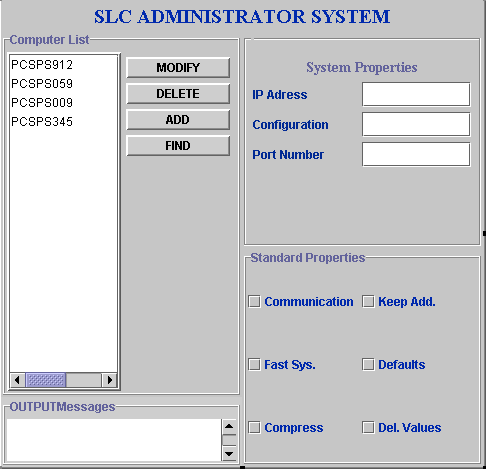 SLC ADMINISTRATOR SYSTEM
Computer List
PCSPS912
PCSPS059
PCSPS009
PCSPS345
MODIFY
DELETE
ADD
FIND
System Properties
IP Adress
Configuration
Port Number
Standard Properties
Communication
Keep Add.
Fast Sys.
Defaults
Compress
Del. Values
OUTPUTMessages